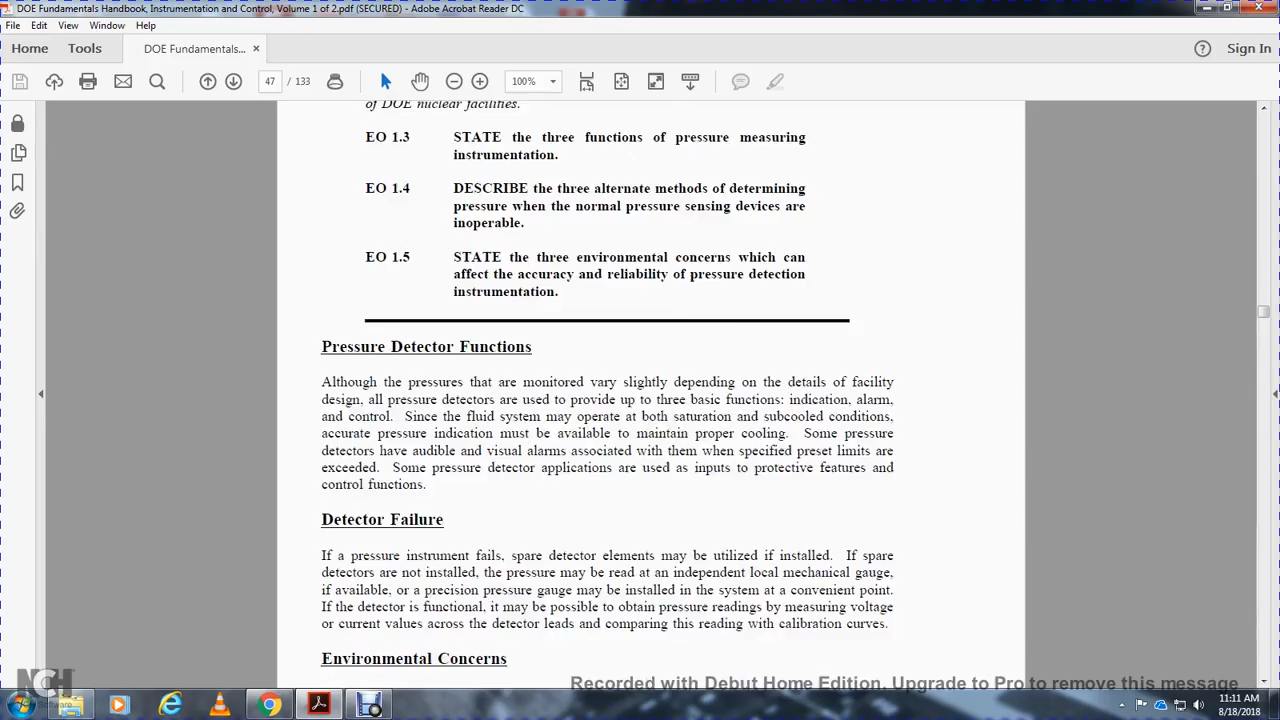 DOE Fundamentals Handbook, Instrumentation and Control, Volume 1 of 2.pdf (SECURED) - Adobe Acrobat Reader DC
File Edit View Window Help
Home Tools DOE Fundamentals... × Sign In
47 / 133 100%
of DOE nuclear facilities.
EO 1.3 STATE the three functions of pressure measuring
instrumentation.
EO 1.4 DESCRIBE the three alternate methods of determining
pressure when the normal pressure sensing devices are
inoperable.
EO 1.5 STATE the three environmental concerns which can
affect the accuracy and reliability of pressure detection
instrumentation.
Pressure Detector Functions
Although the pressures that are monitored vary slightly depending on the details of facility
design, all pressure detectors are used to provide up to three basic functions: indication, alarm,
and control. Since the fluid system may operate at both saturation and subcooled conditions,
accurate pressure indication must be available to maintain proper cooling. Some pressure
detectors have audible and visual alarms associated with them when specified preset limits are
exceeded. Some pressure detector applications are used as inputs to protective features and
control functions.
Detector Failure
If a pressure instrument fails, spare detector elements may be utilized if installed. If spare
detectors are not installed, the pressure may be read at an independent local mechanical gauge,
if available, or a precision pressure gauge may be installed in the system at a convenient point.
If the detector is functional, it may be possible to obtain pressure readings by measuring voltage
or current values across the detector leads and comparing this reading with calibration curves.
Environmental Concerns
NCH Software
Recorded with Debut Home Edition. Upgrade to Pro to remove this message
11:11 AM
8/18/2018